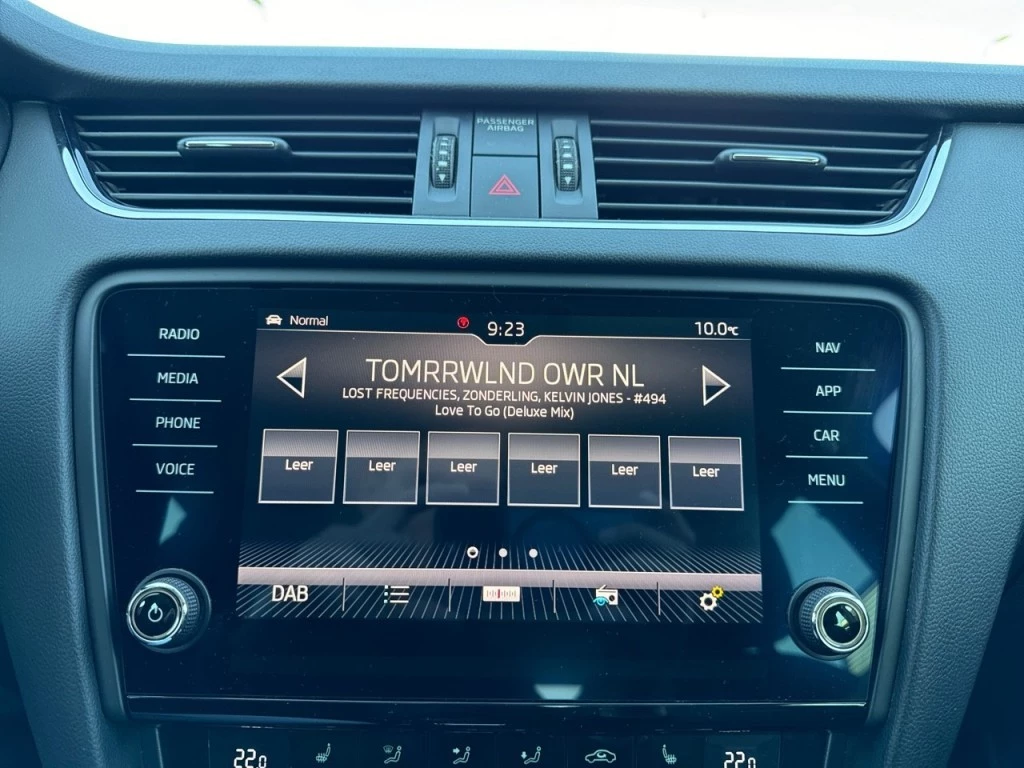 PASSENGER
AIRBAG
RADIO
MEDIA
PHONE
VOICE
Normal
9:23
10.0°C
TOMRRWLND OWR NL
LOST FREQUENCIES, ZONDERLING, KELVIN JONES - #494
Love To Go (Deluxe Mix)
Leer
Leer
Leer
Leer
Leer
Leer
DAB
NAV
APP
CAR
MENU
22.0
22.0